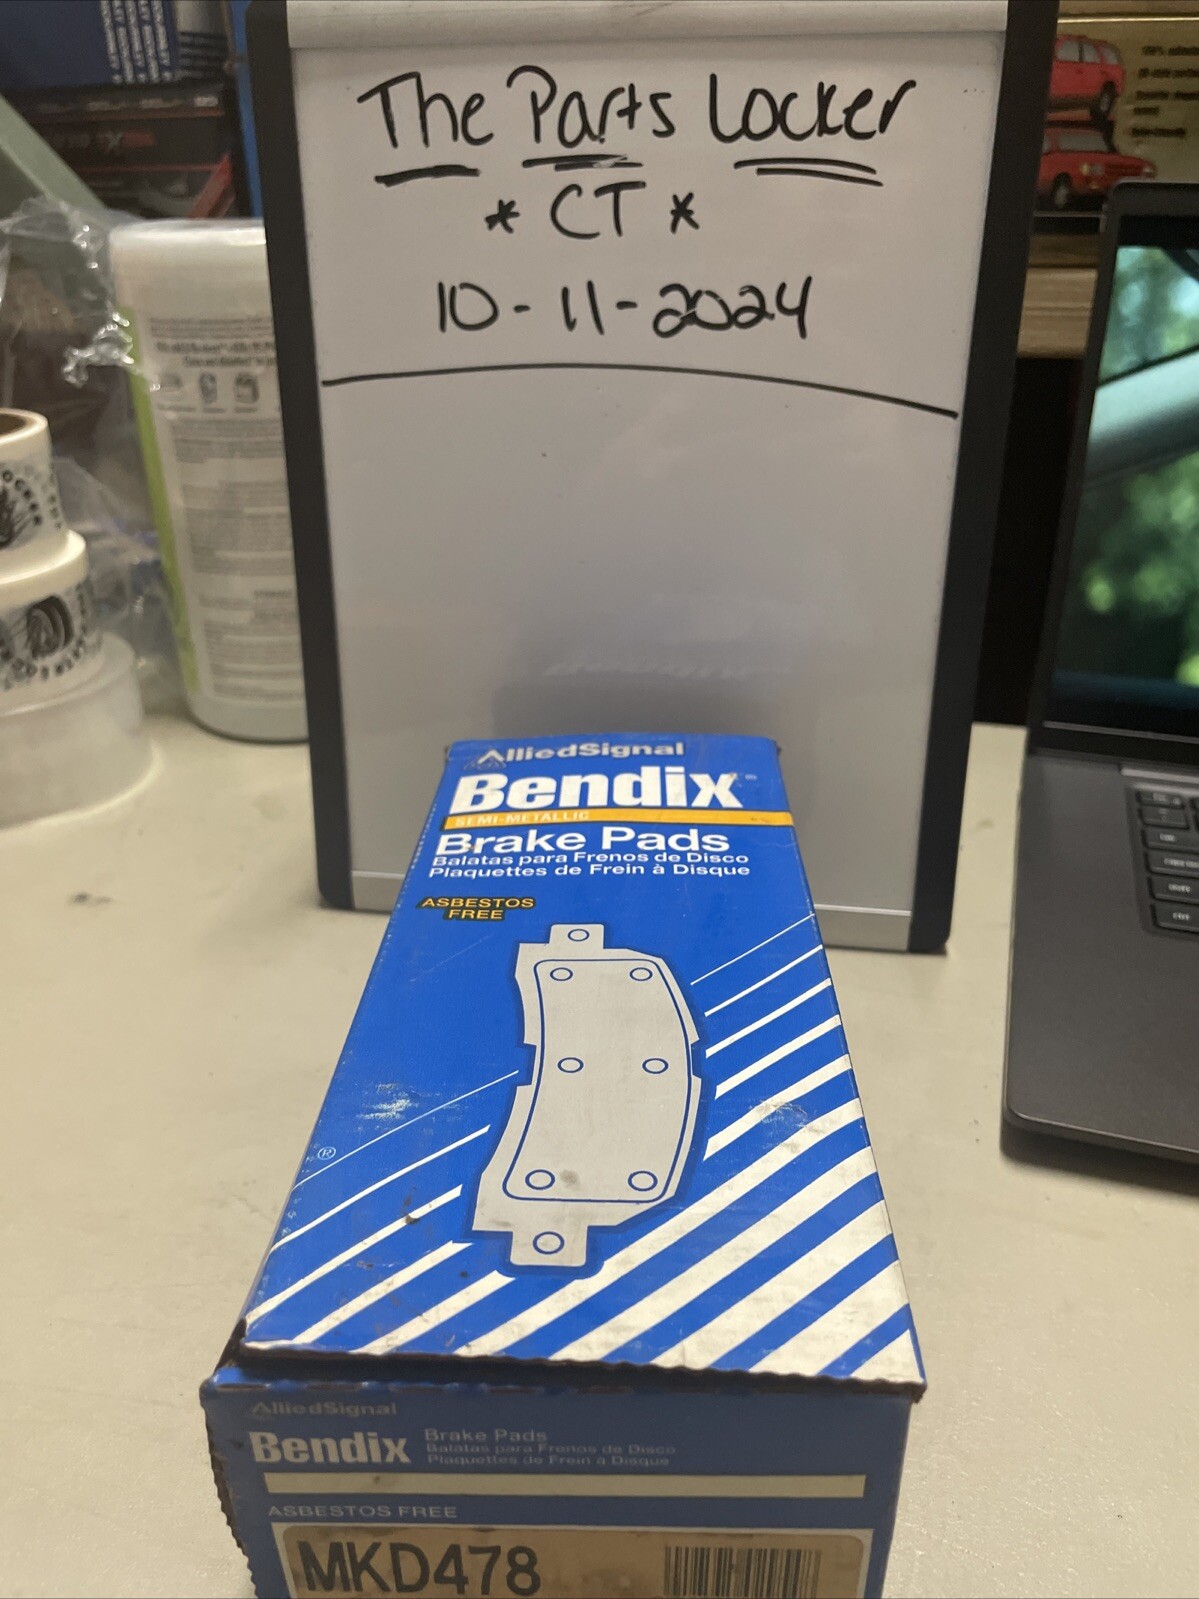 The Parts Locker
* CT *
10-11-2024
AlliedSignal
Bendix
SEMI-METALLIC
Brake Pads
Balatas para Frenos de Disco
Plaquettes de Frein à Disque
ASBESTOS
FREE
®
AlliedSignal
Bendix
Brake Pads
Balatas para Frenos de Disco
Plaquettes de Frein à Disque
ASBESTOS FREE
MKD478